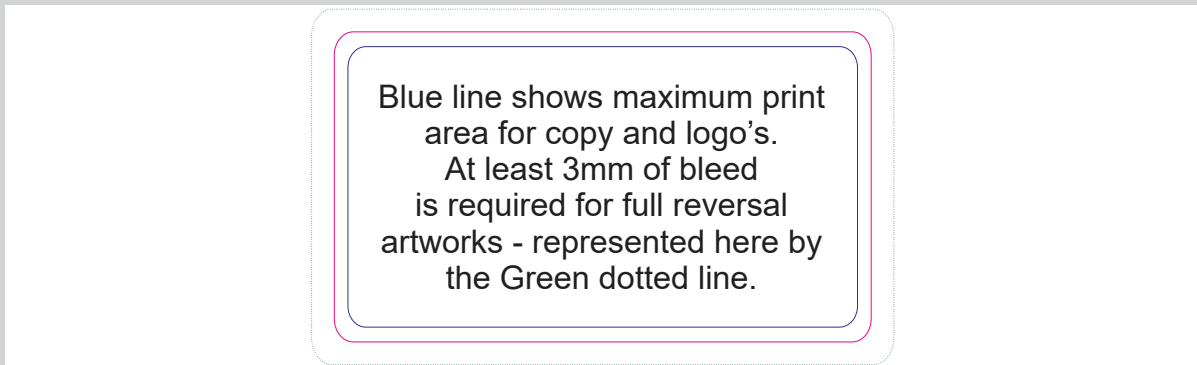 Blue line shows maximum print
area for copy and logo’s.
At least 3mm of bleed
is required for full reversal
artworks - represented here by
the Green dotted line.